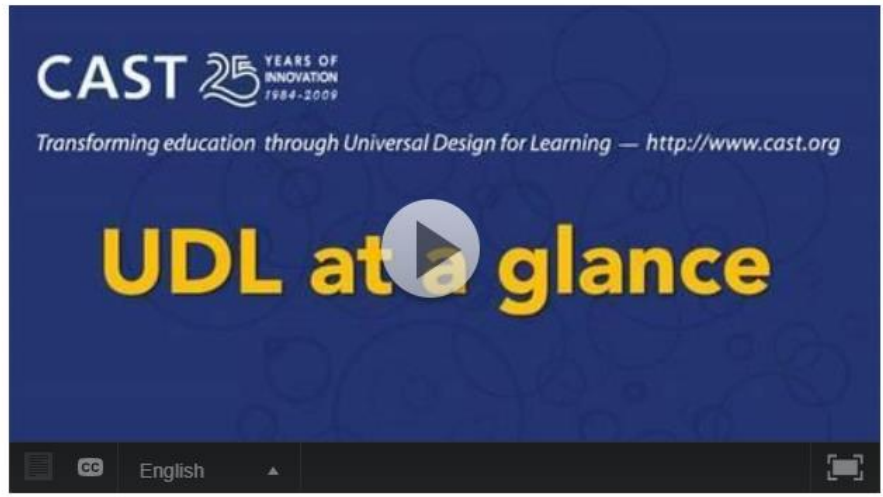 CAST 25 YEARS OF
INNOVATION
1984-2009
Transforming education through Universal Design for Learning — http://www.cast.org
UDL at a glance
CC English